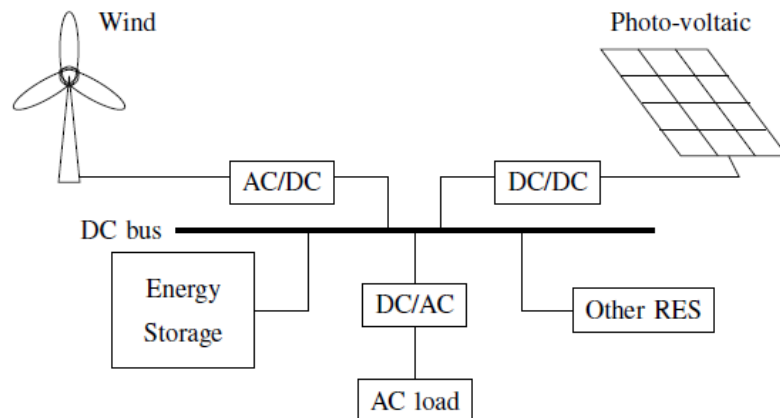 Wind
Photo-voltaic
AC/DC
DC/DC
DC bus
Energy
Storage
DC/AC
Other RES
AC load